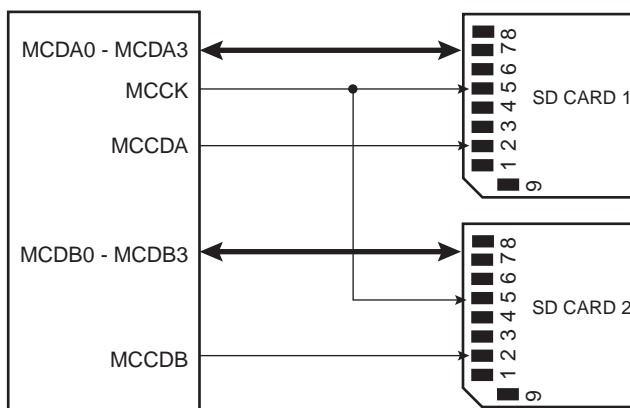 MCDA0 - MCDA3
MCCK
MCCDA
MCDB0 - MCDB3
MCCDB
8
7
6
5
4
3
2
1
9
SD CARD 1
8
7
6
5
4
3
2
1
9
SD CARD 2